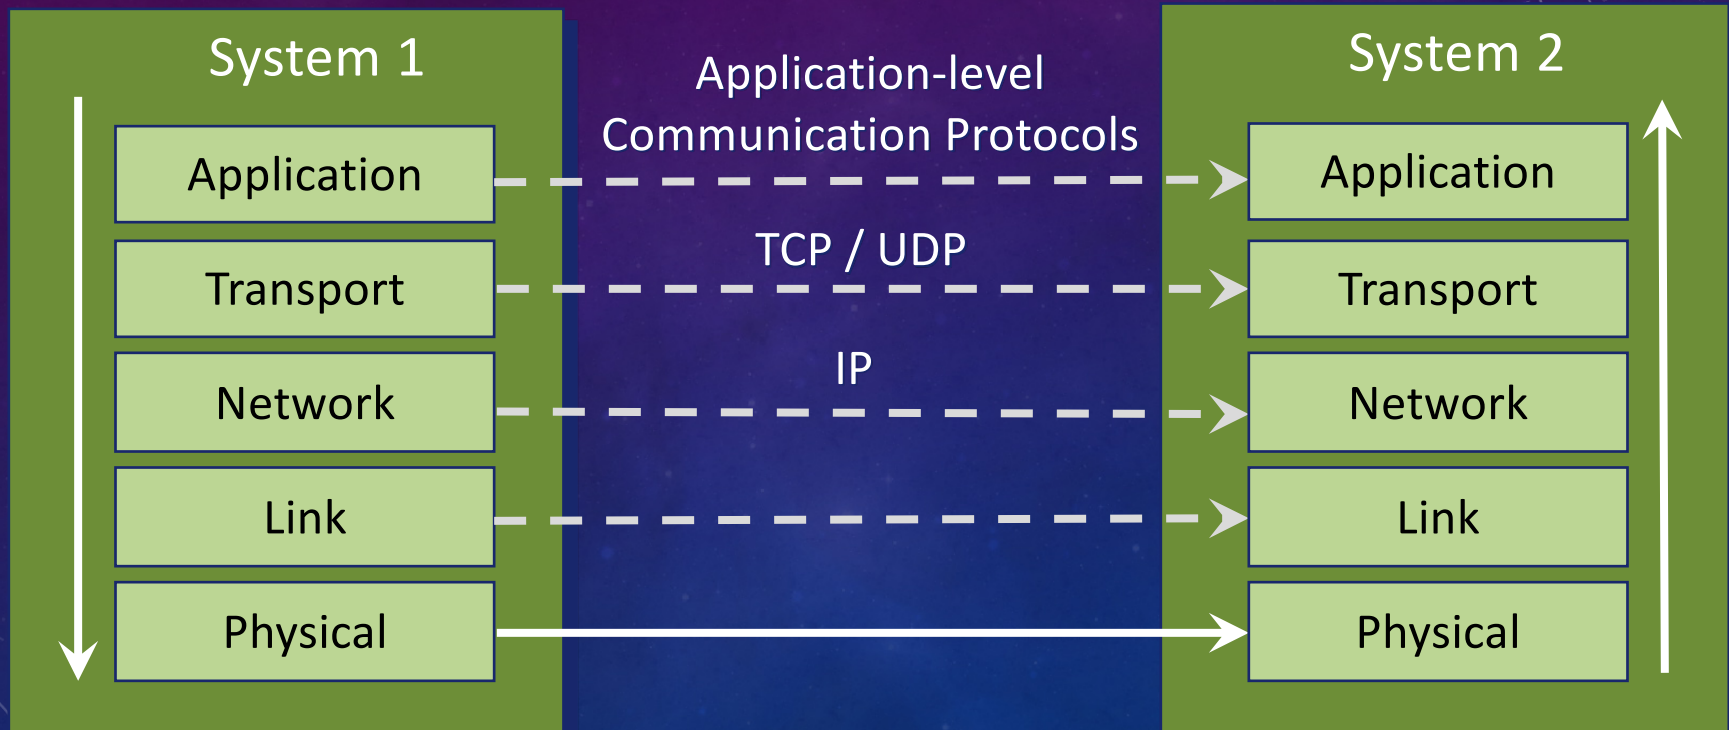 System 1
Application
Transport
Network
Link
Physical
Application-level
Communication Protocols
TCP / UDP
IP
System 2
Application
Transport
Network
Link
Physical